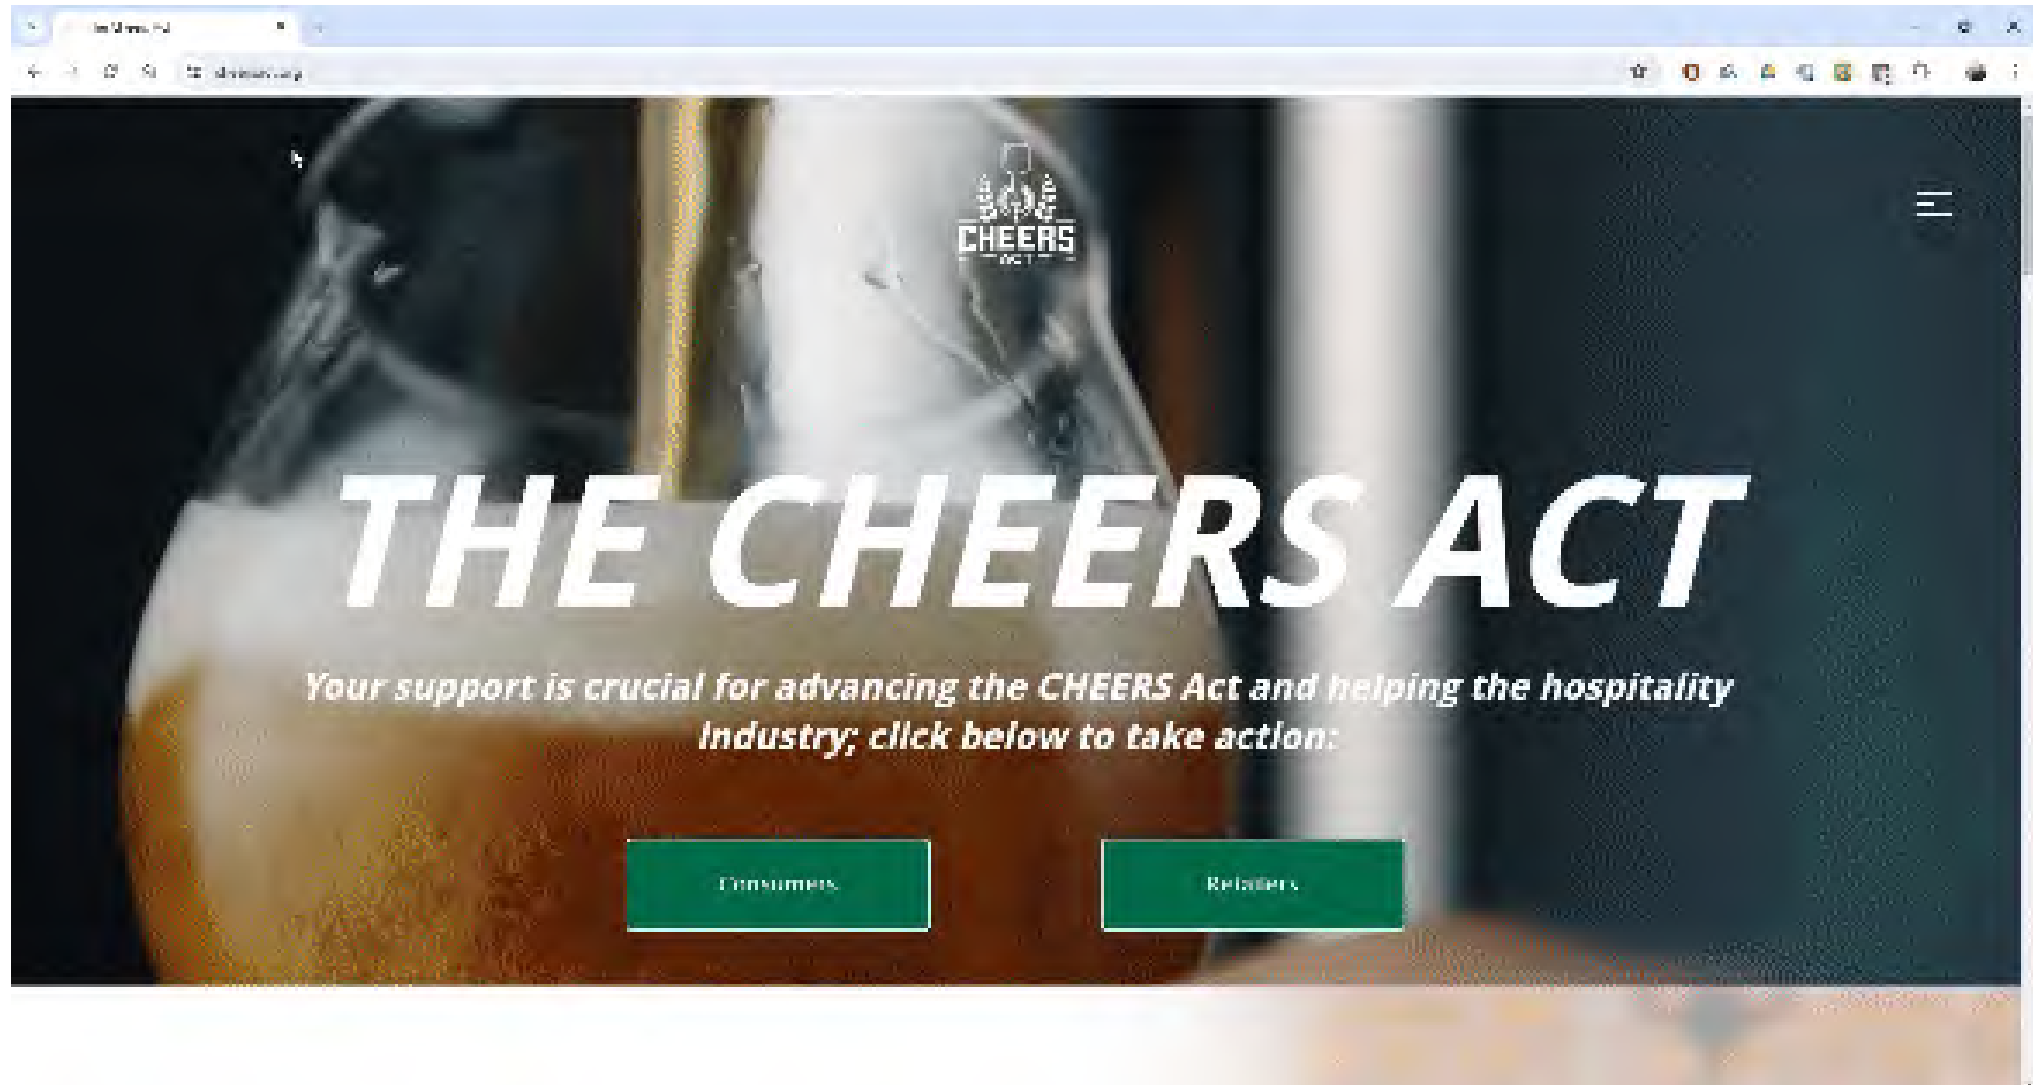 CHEERS
ACT
THE CHEERS ACT
Your support is crucial for advancing the CHEERS Act and helping the hospitality
industry; click below to take action:
Consumers
Retailers